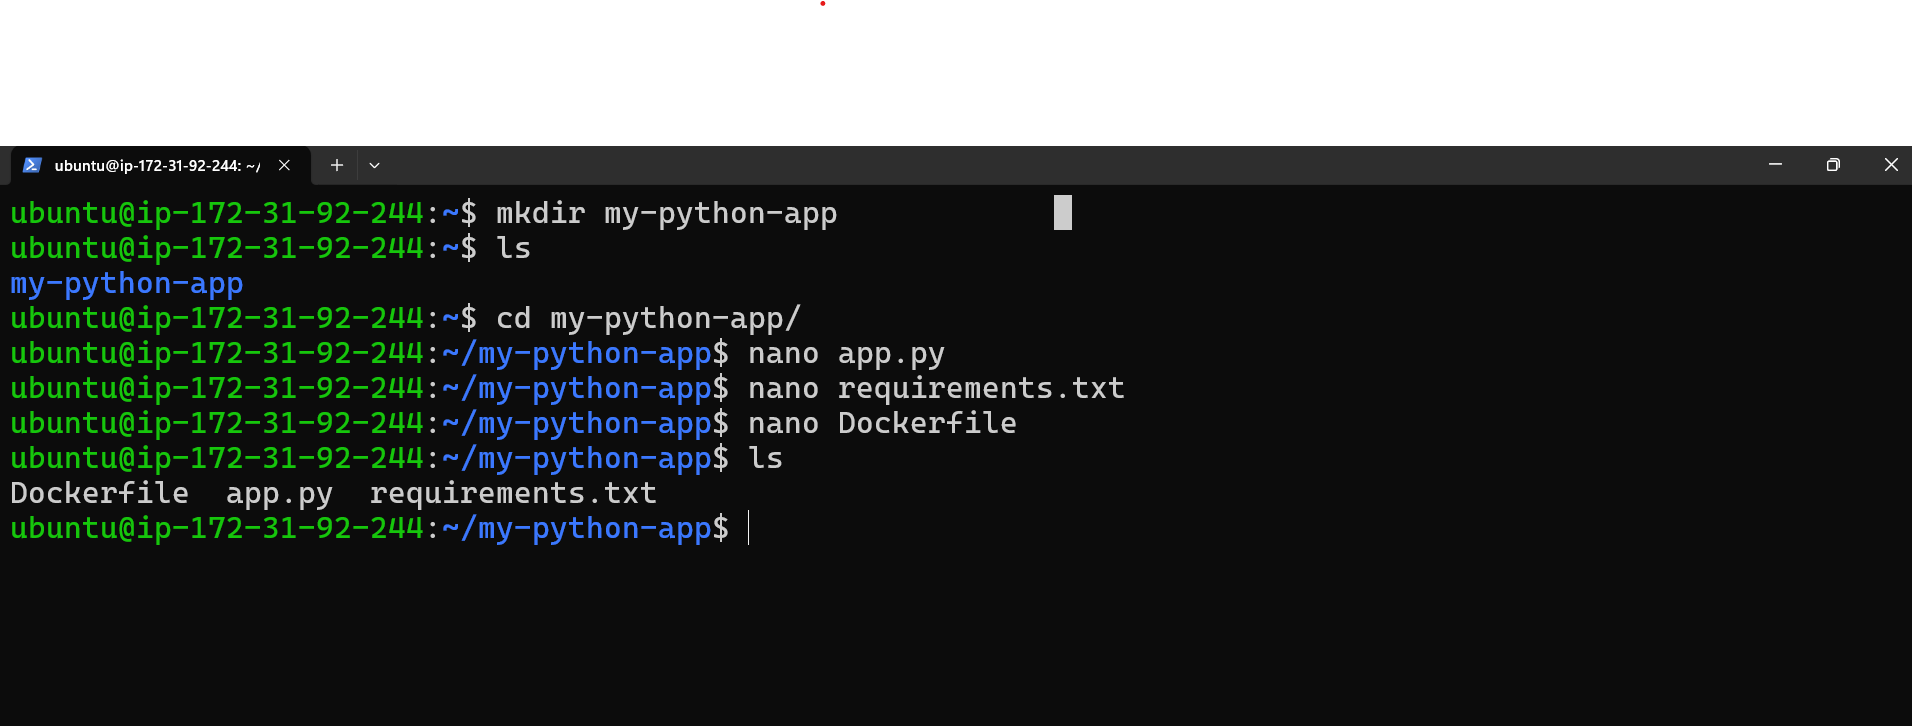 ubuntu@ip-172-31-92-244: ~/
ubuntu@ip-172-31-92-244:~$ mkdir my-python-app
ubuntu@ip-172-31-92-244:~$ ls
my-python-app
ubuntu@ip-172-31-92-244:~$ cd my-python-app/
ubuntu@ip-172-31-92-244:~/my-python-app$ nano app.py
ubuntu@ip-172-31-92-244:~/my-python-app$ nano requirements.txt
ubuntu@ip-172-31-92-244:~/my-python-app$ nano Dockerfile
ubuntu@ip-172-31-92-244:~/my-python-app$ ls
Dockerfile  app.py  requirements.txt
ubuntu@ip-172-31-92-244:~/my-python-app$